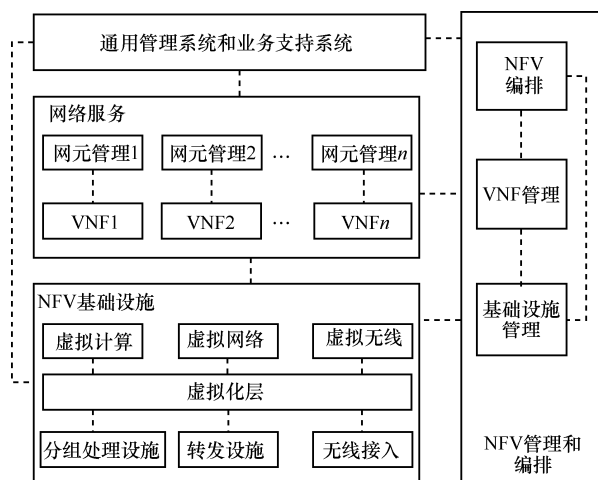 通用管理系统和业务支持系统
网络服务
网元管理1
网元管理2
…
网元管理n
VNF1
VNF2
…
VNFn
NFV基础设施
虚拟计算
虚拟网络
虚拟无线
虚拟化层
分组处理设施
转发设施
无线接入
NFV
编排
VNF管理
基础设施
管理
NFV管理和
编排